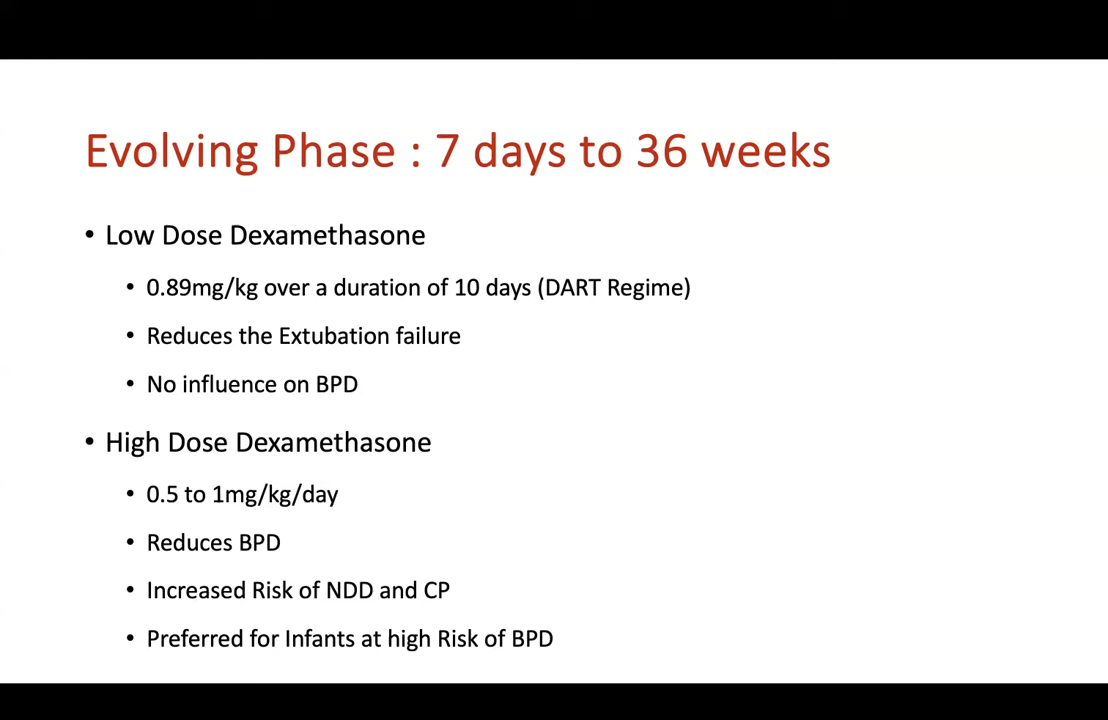 Evolving Phase : 7 days to 36 weeks
• Low Dose Dexamethasone
• 0.89mg/kg over a duration of 10 days (DART Regime)
• Reduces the Extubation failure
• No influence on BPD
• High Dose Dexamethasone
• 0.5 to 1mg/kg/day
• Reduces BPD
• Increased Risk of NDD and CP
• Preferred for Infants at high Risk of BPD